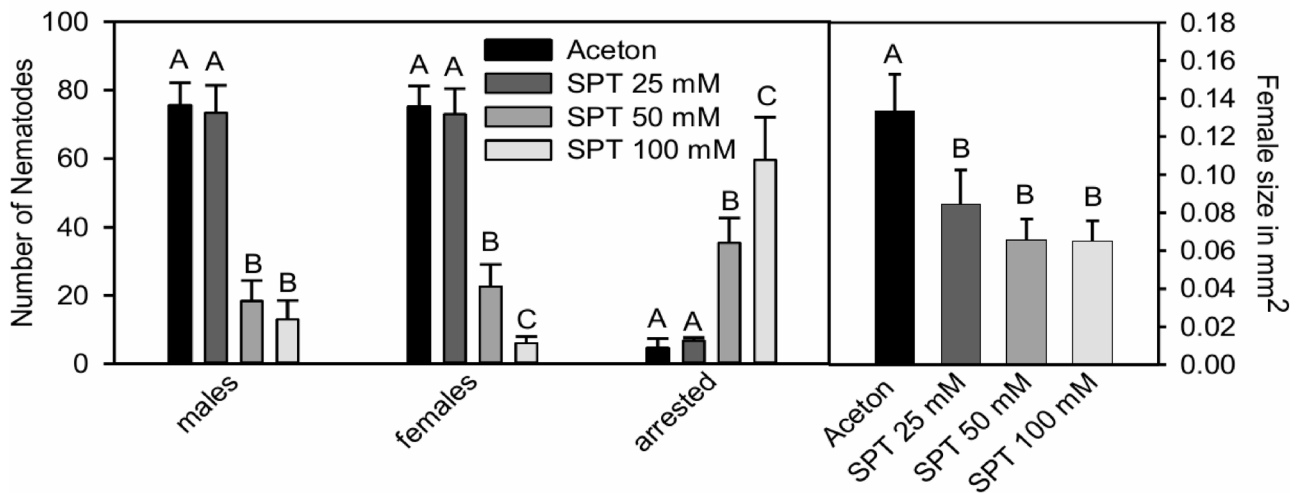 Number of Nematodes
100
80
60
40
20
0
A
A
B
B
A
A
B
C
A
A
B
C
Aceton
SPT 25 mM
SPT 50 mM
SPT 100 mM
males
females
arrested
A
B
B
B
Aceton
SPT 25 mM
SPT 50 mM
SPT 100 mM
0.18
0.16
0.14
0.12
0.10
0.08
0.06
0.04
0.02
0.00
Female size in mm2